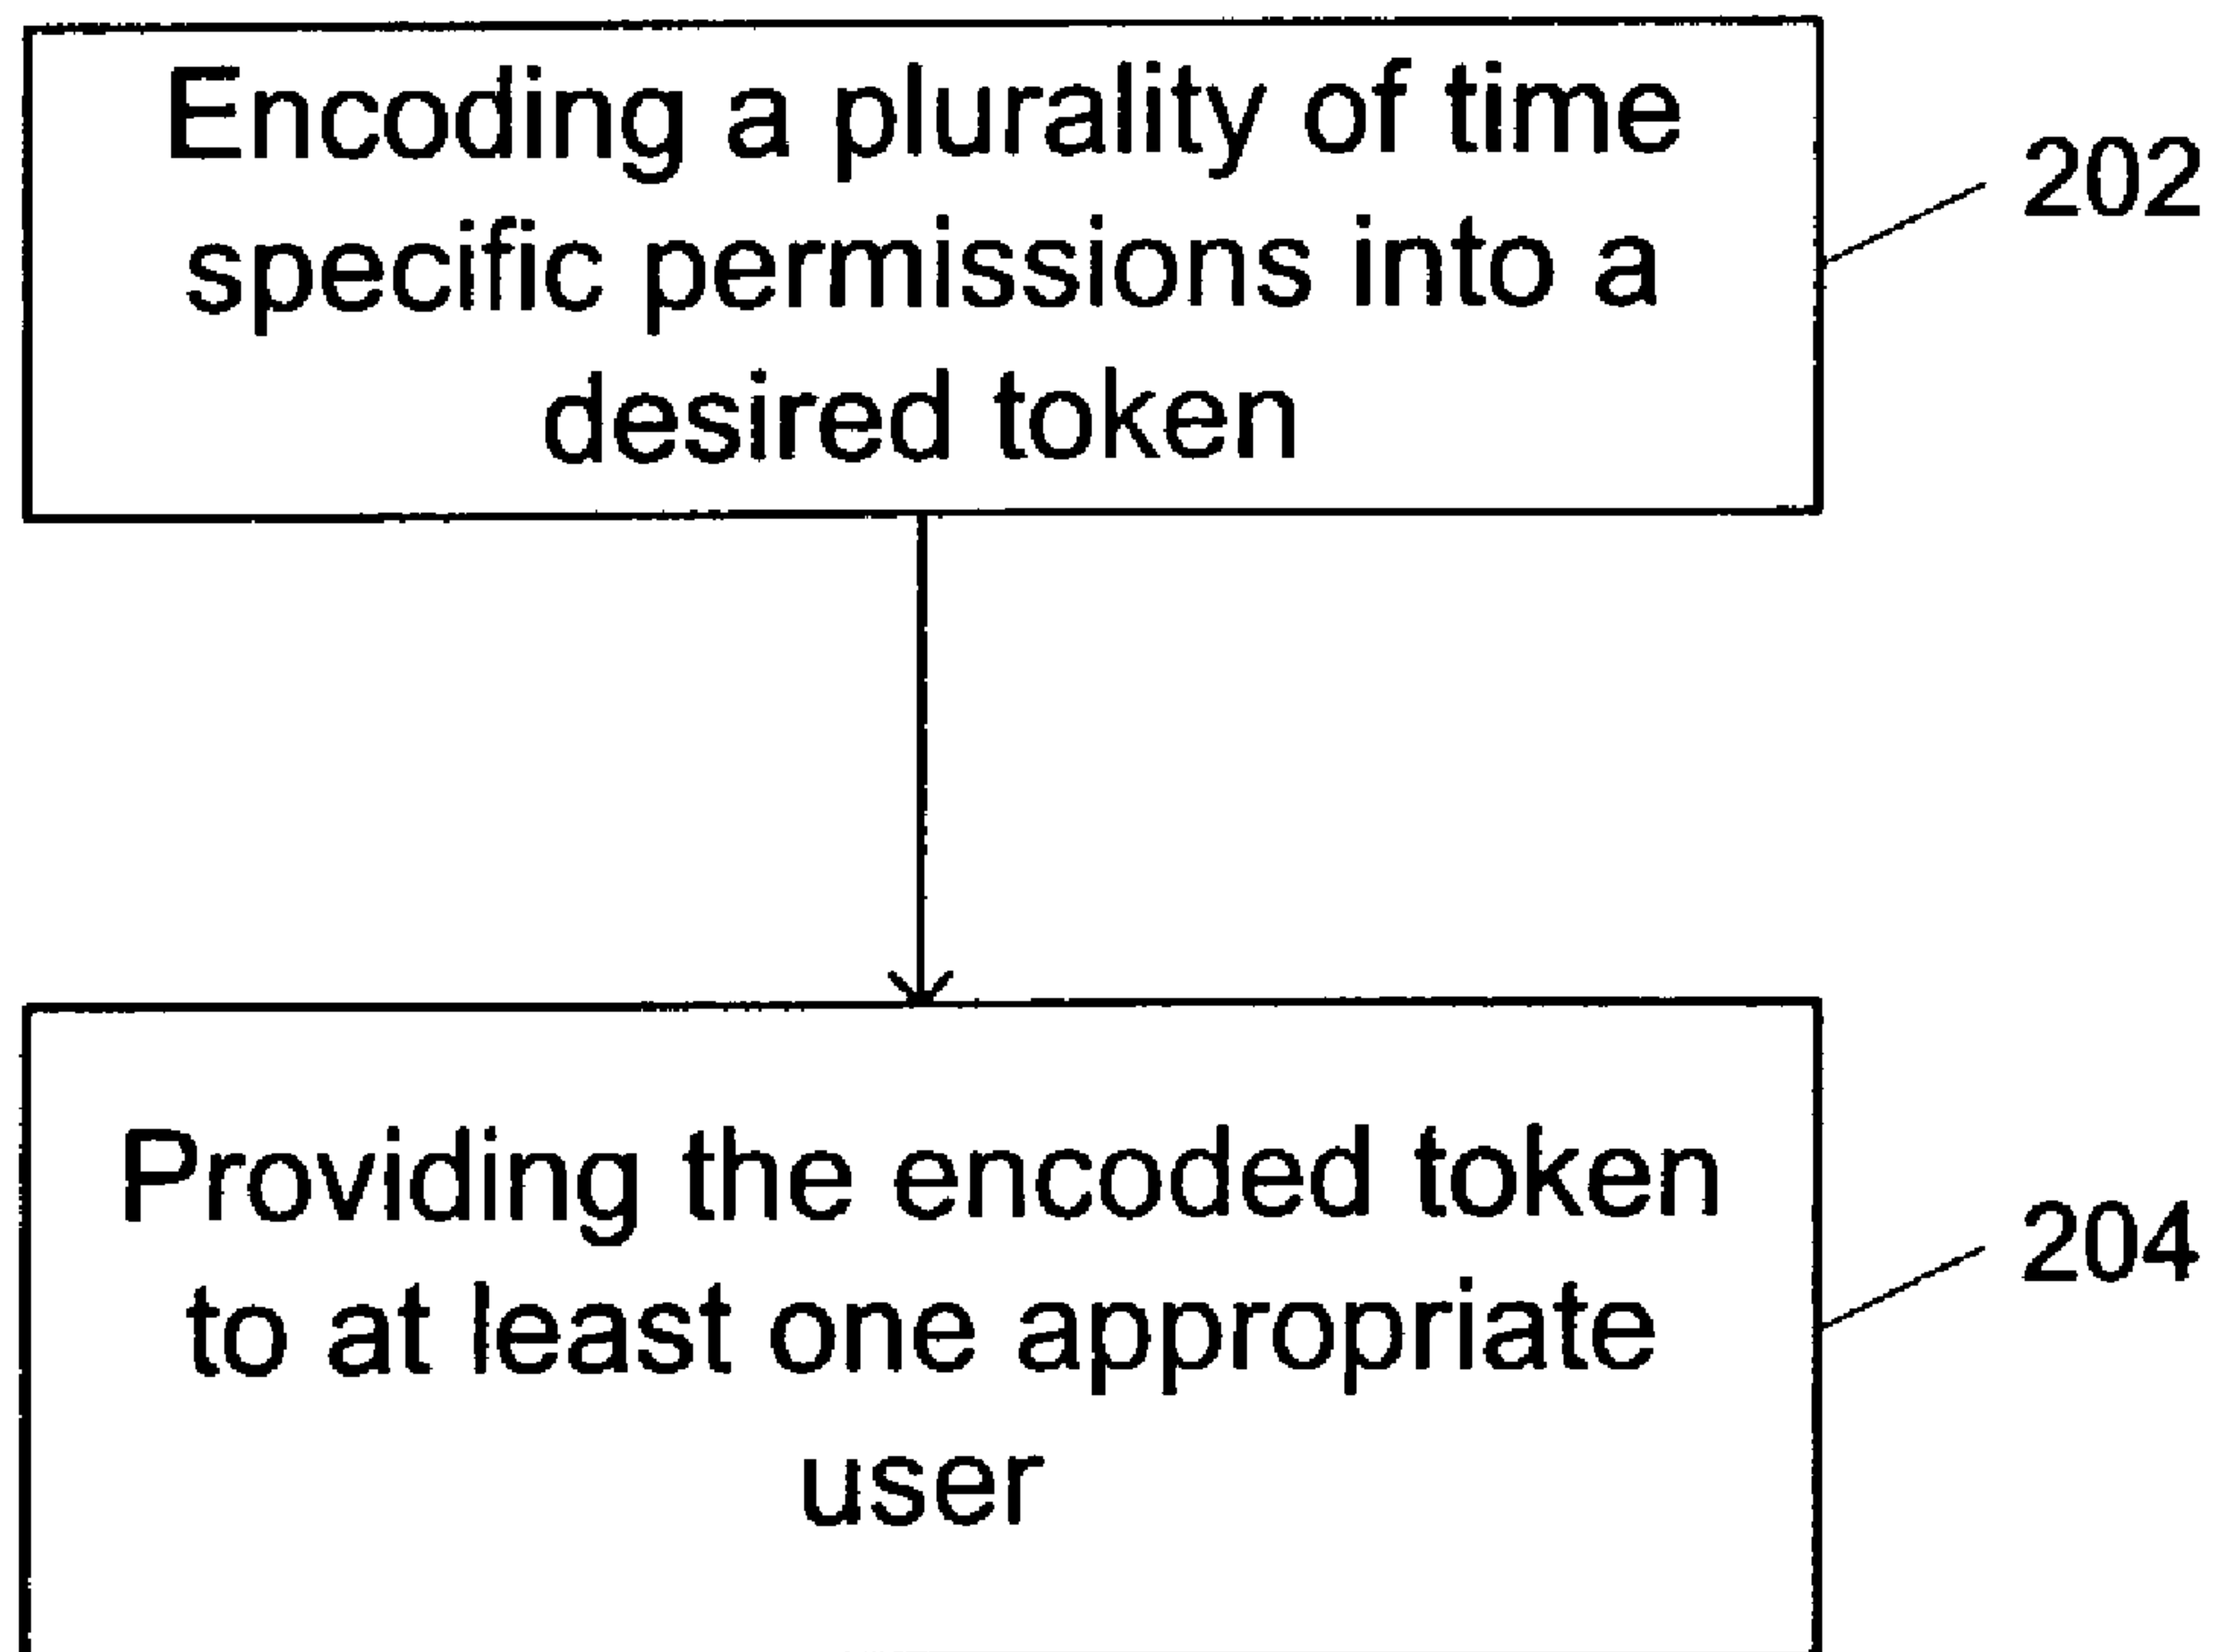 Encoding a plurality of time
specific permissions into a
desired token
202
Providing the encoded token
to at least one appropriate
user
204